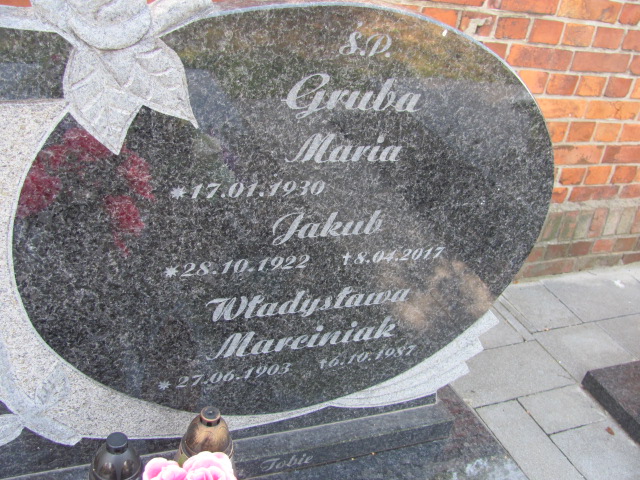 Ś.P.
Gruba
Maria
*17.01.1930
Jakub
*28.10.1922 †8.04.2017
Władysława
Marciniak
*27.06.1903 †6.10.1987
Tobie